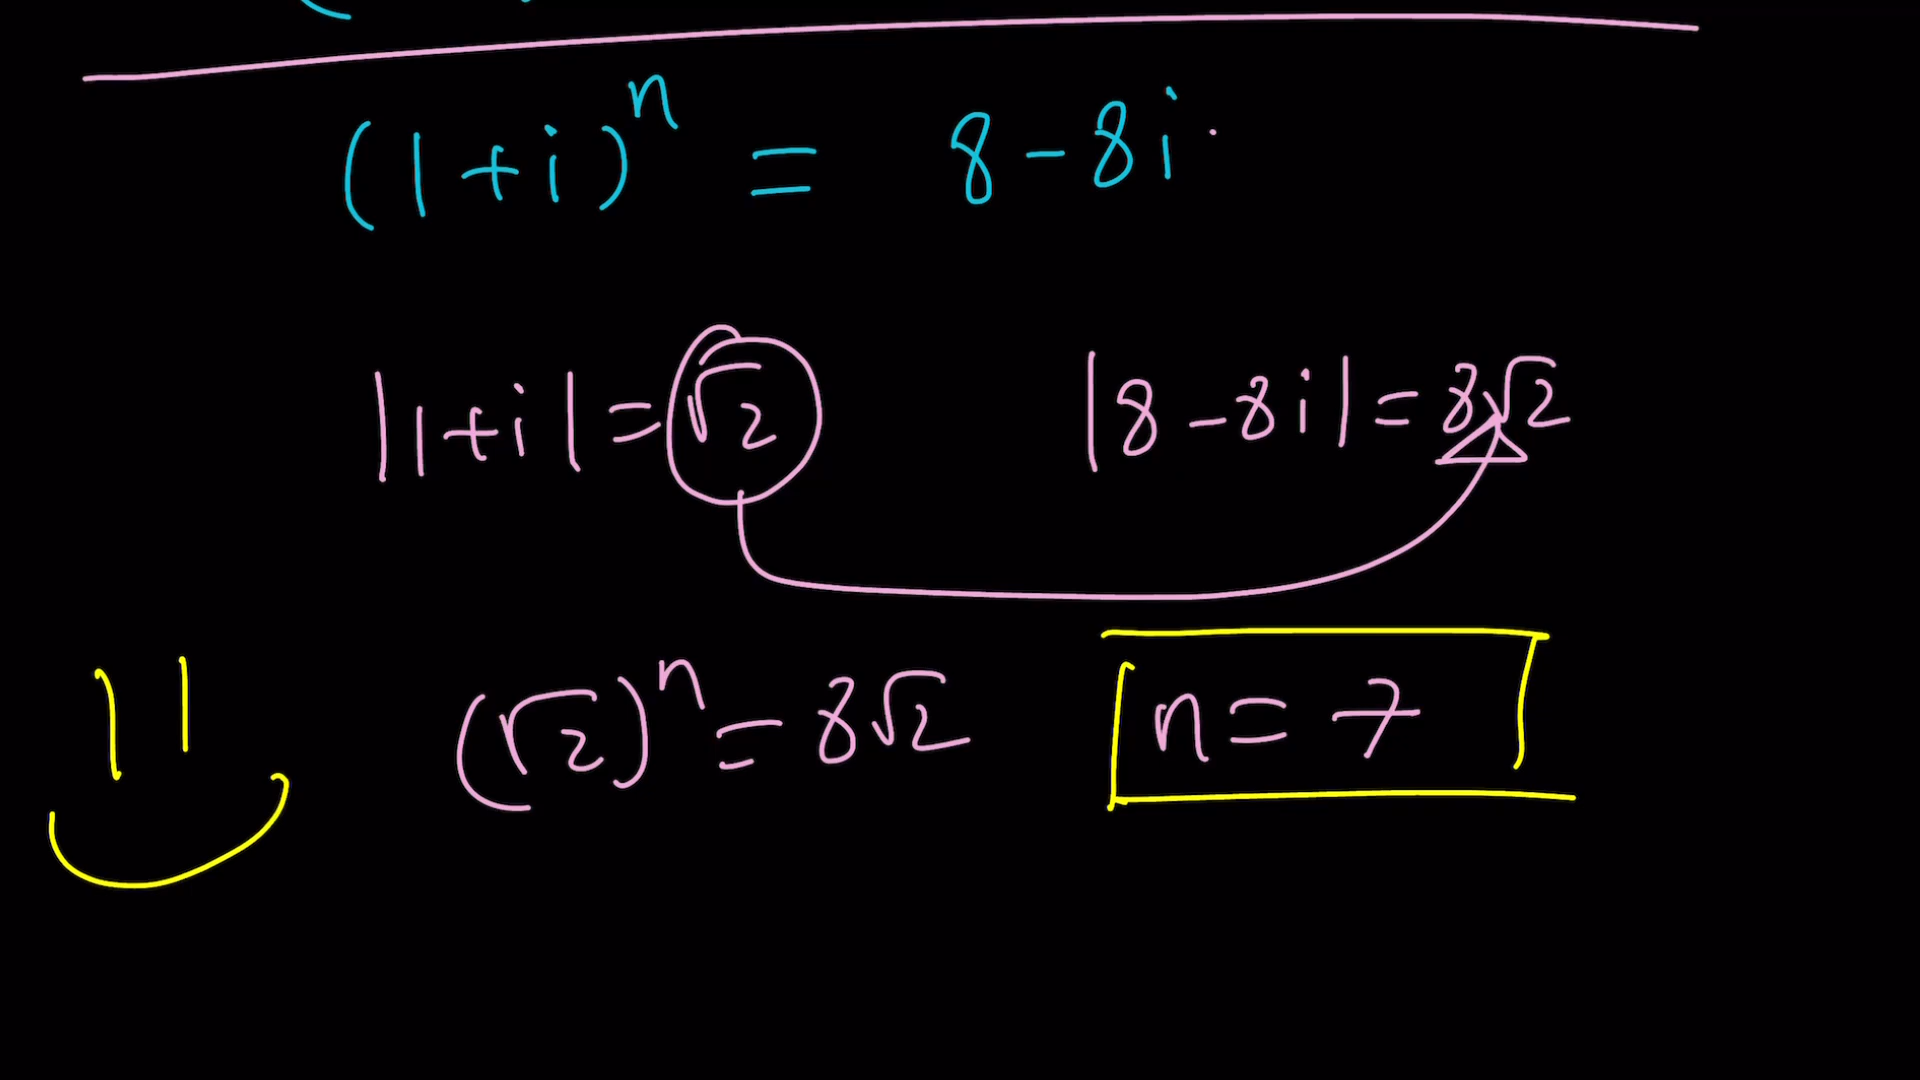 (1+i)ⁿ = 8-8i
|1+i|=√2 |8-8i|=8√2
(√2)ⁿ=8√2 n=7